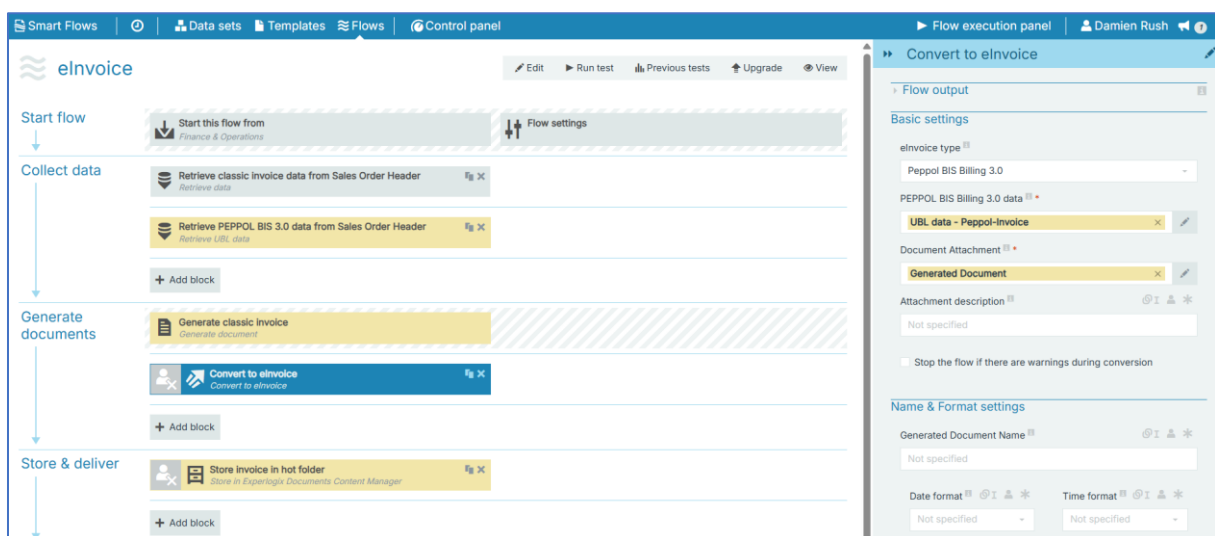 Smart Flows
Data sets
Templates
Flows
Control panel
Flow execution panel
Damien Rush
eInvoice
Edit
Run test
Previous tests
Upgrade
View
Start flow
Start this flow from
Finance & Operations
Flow settings
Collect data
Retrieve classic invoice data from Sales Order Header
Retrieve data
Retrieve PEPPOL BIS 3.0 data from Sales Order Header
Retrieve UBL data
+ Add block
Generate
documents
Generate classic invoice
Generate document
Convert to eInvoice
Convert to eInvoice
+ Add block
Store & deliver
Store invoice in hot folder
Store in Experlogix Documents Content Manager
+ Add block
Convert to eInvoice
Flow output
Basic settings
eInvoice type
Peppol BIS Billing 3.0
PEPPOL BIS Billing 3.0 data *
UBL data - Peppol-Invoice
Document Attachment *
Generated Document
Attachment description
Not specified
Stop the flow if there are warnings during conversion
Name & Format settings
Generated Document Name
Not specified
Date format
Time format
Not specified
Not specified